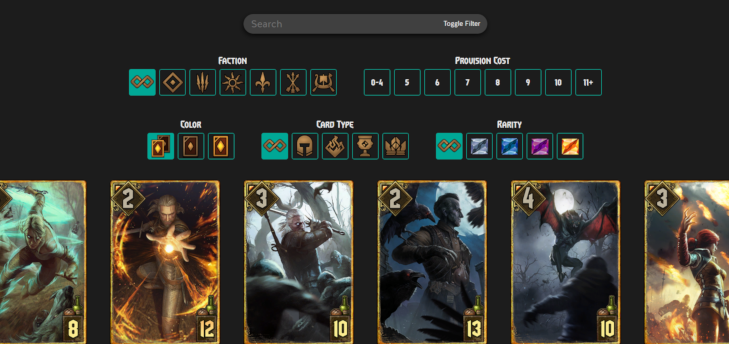 Search Toggle Filter
Faction Provision Cost
0-4 5 6 7 8 9 10 11+
Color Card Type Rarity
2 3 2 4 3
8 12 10 13 10